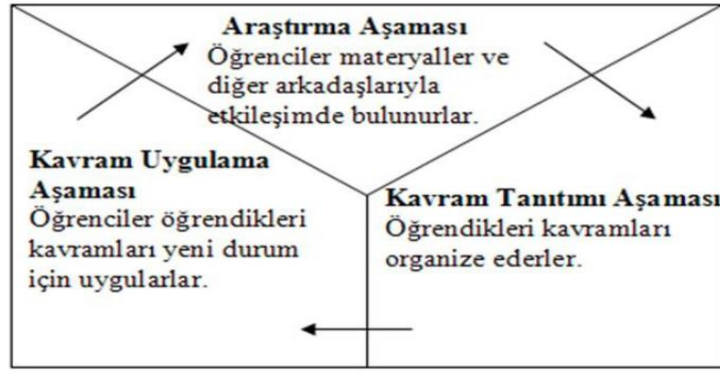 Araştırma Aşaması
Öğrenciler materyaller ve
diğer arkadaşlarıyla
etkileşimde bulunurlar.
Kavram Uygulama
Aşaması
Öğrenciler öğrendikleri
kavramları yeni durum
için uygularlar.
Kavram Tanıtımı Aşaması
Öğrendikleri kavramları
organize ederler.